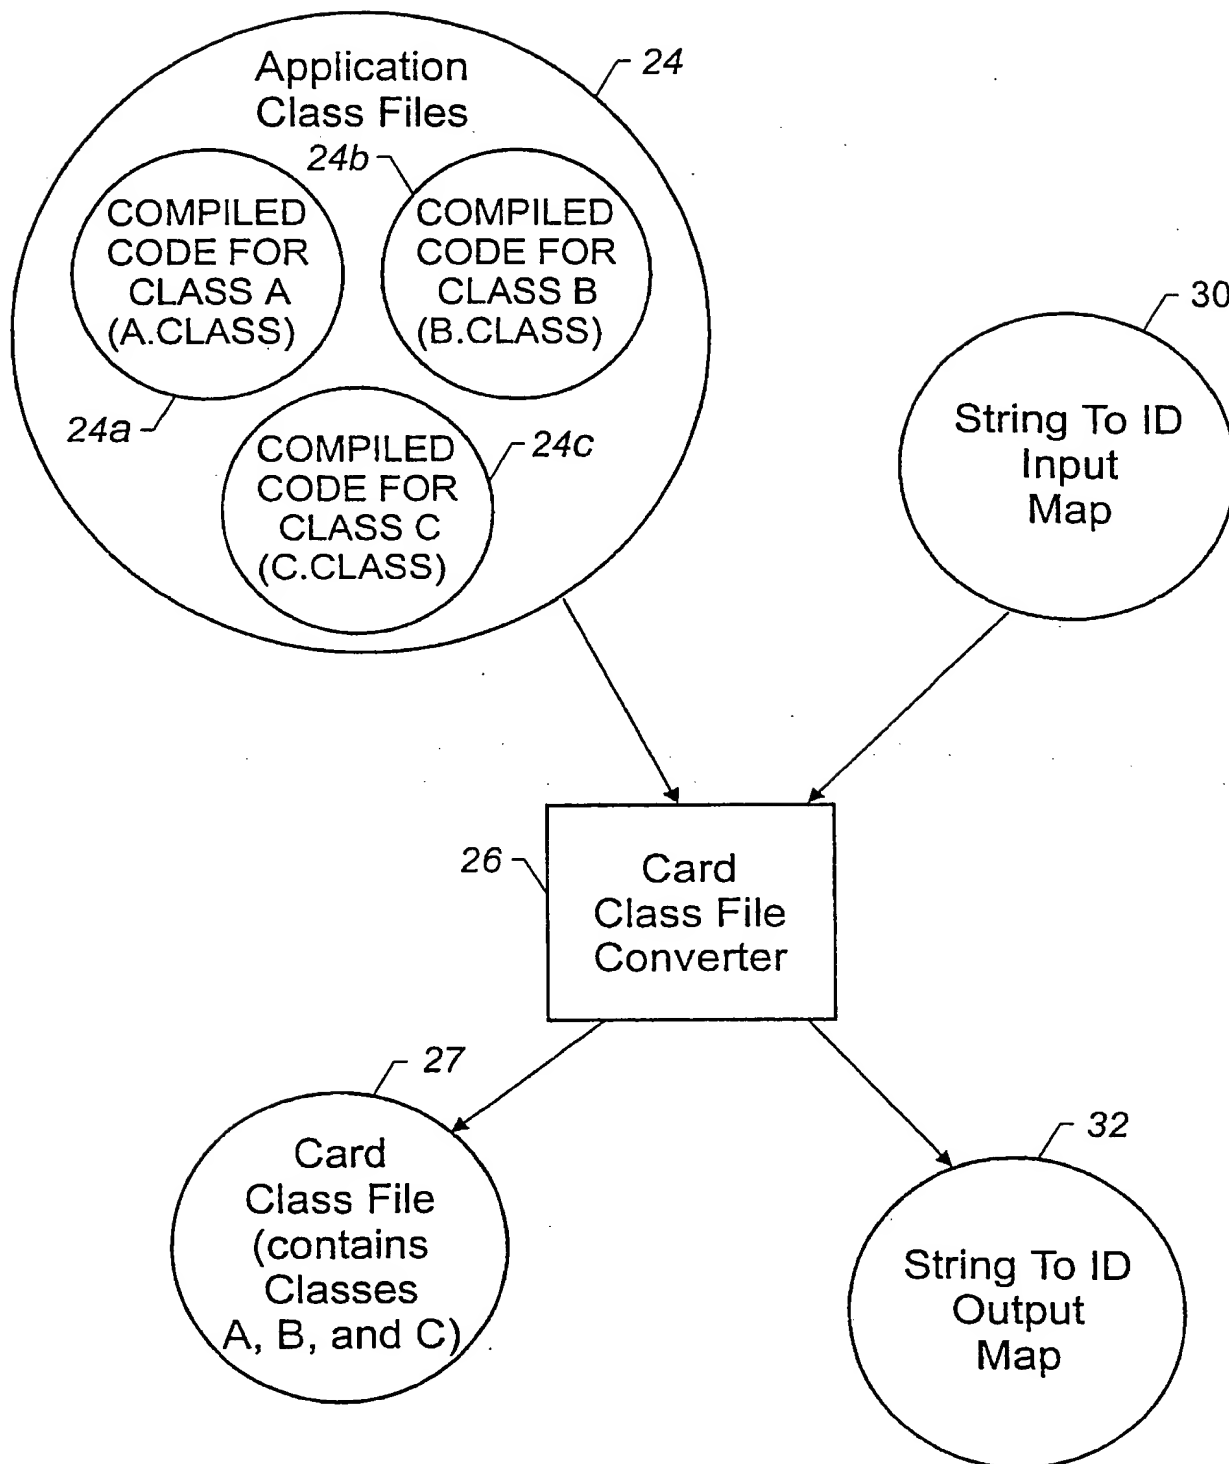 Application
Class Files
24
24b
COMPILED
CODE FOR
CLASS A
(A.CLASS)
COMPILED
CODE FOR
CLASS B
(B.CLASS)
24a
COMPILED
CODE FOR
CLASS C
(C.CLASS)
24c
30
String To ID
Input
Map
26
Card
Class File
Converter
27
Card
Class File
(contains
Classes
A, B, and C)
32
String To ID
Output
Map